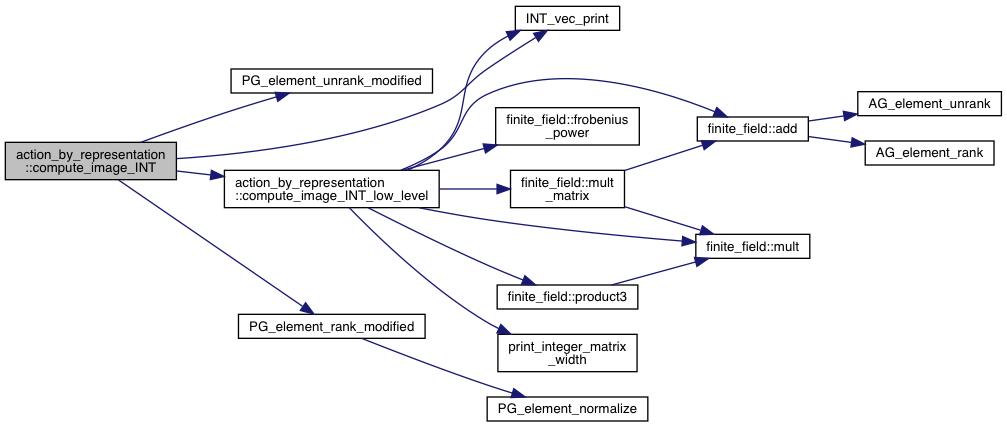 INT_vec_print
PG_element_unrank_modified
action_by_representation
::compute_image_INT
action_by_representation
::compute_image_INT_low_level
finite_field::frobenius
_power
finite_field::mult
_matrix
finite_field::add
AG_element_unrank
AG_element_rank
finite_field::mult
finite_field::product3
PG_element_rank_modified
print_integer_matrix
_width
PG_element_normalize